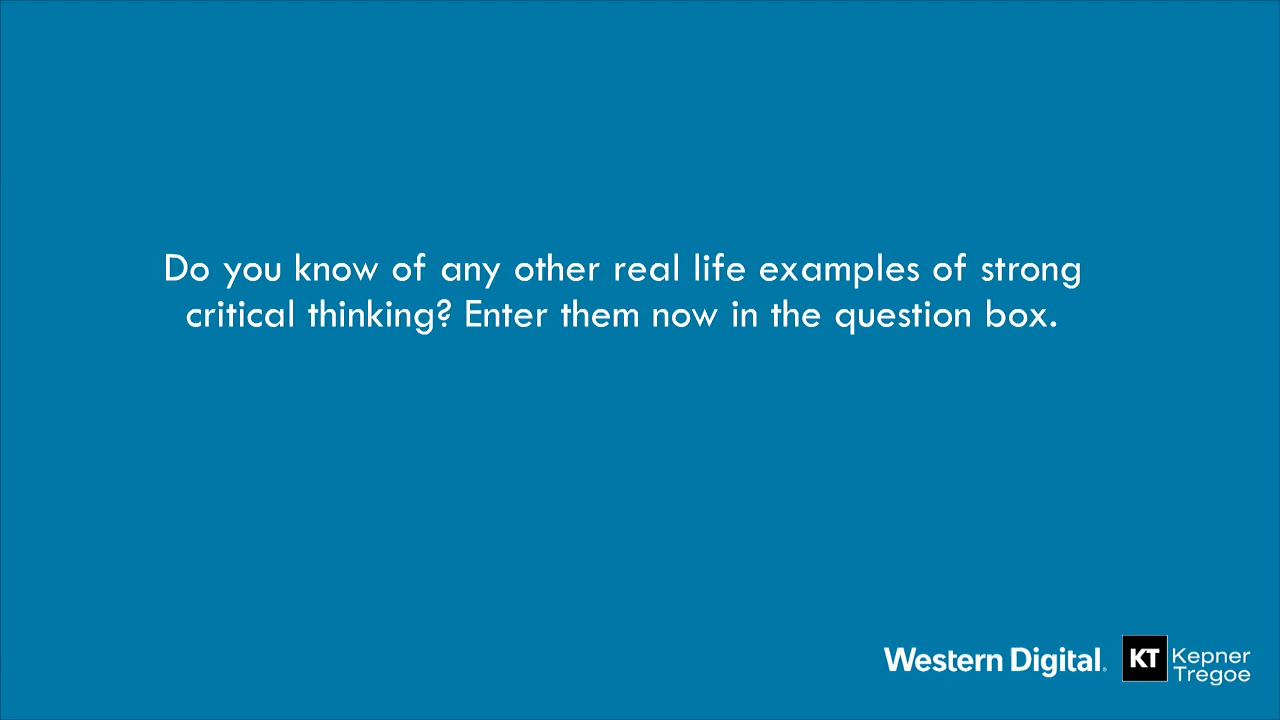 Do you know of any other real life examples of strong
critical thinking? Enter them now in the question box.
Western Digital®
KT Kepner
Tregoe